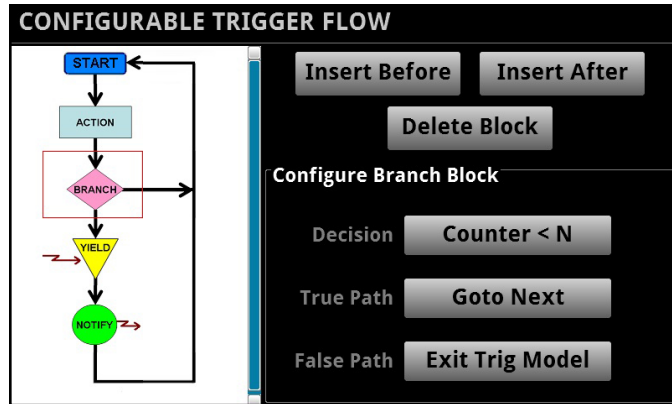 CONFIGURABLE TRIGGER FLOW
START
ACTION
BRANCH
YIELD
NOTIFY
Insert Before
Insert After
Delete Block
Configure Branch Block
Decision
Counter < N
True Path
Goto Next
False Path
Exit Trig Model